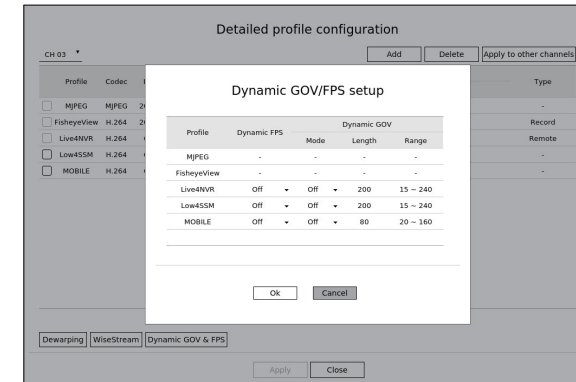 Detailed profile configuration
CH 03
Add Delete Apply to other channels
Profile Codec Type
MJPEG MJPEG -
FisheyeView H.264 Record
Live4NVR H.264 Remote
Low4SSM H.264 -
MOBILE H.264 -
Dynamic GOV/FPS setup
Profile Dynamic FPS Dynamic GOV
Mode Length Range
MJPEG - - - -
FisheyeView - - - -
Live4NVR Off Off 200 15 ~ 240
Low4SSM Off Off 200 15 ~ 240
MOBILE Off Off 80 20 ~ 160
Ok Cancel
Dewarping WiseStream Dynamic GOV & FPS
Apply Close